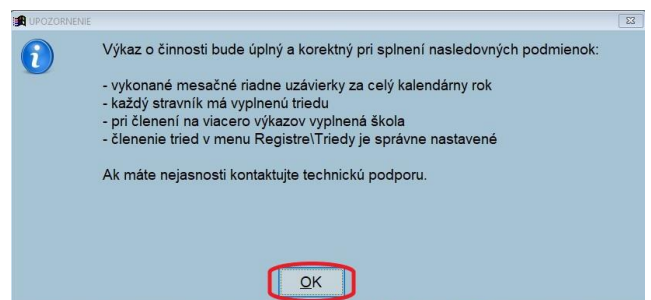 UPOZORNENIE
Výkaz o činnosti bude úplný a korektný pri splnení nasledovných podmienok:
- vykonané mesačné riadne uzávierky za celý kalendárny rok
- každý stravník má vyplnenú triedu
- pri členení na viacero výkazov vyplnená škola
- členenie tried v menu Registre\Triedy je správne nastavené
Ak máte nejasnosti kontaktujte technickú podporu.
OK